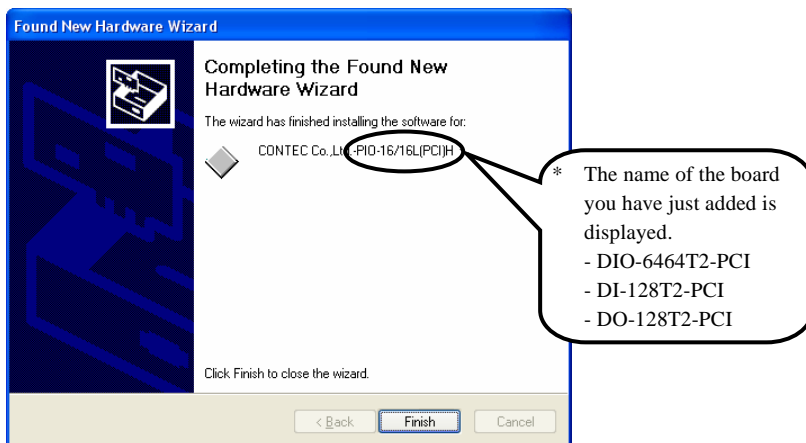 Found New Hardware Wizard
Completing the Found New
Hardware Wizard
The wizard has finished installing the software for:
CONTEC Co.,Ltd.-PIO-16/16L(PCI)H
* The name of the board
you have just added is
displayed.
- DIO-6464T2-PCI
- DI-128T2-PCI
- DO-128T2-PCI
Click Finish to close the wizard.
< Back
Finish
Cancel